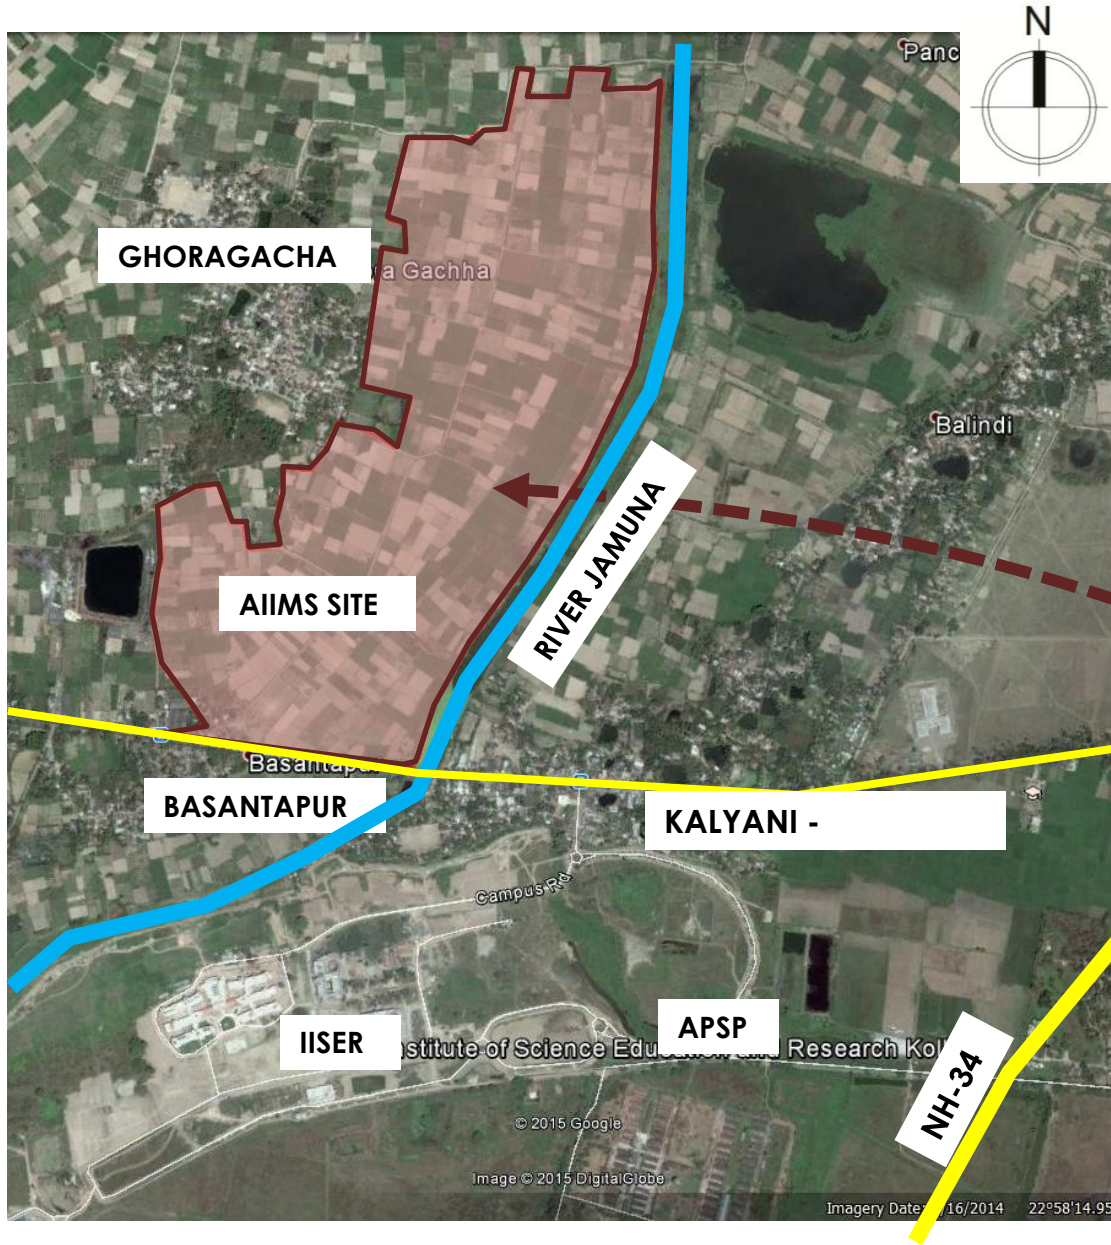 N
Panc
GHORAGACHA
ra Gachha
Balindi
RIVER JAMUNA
AIIMS SITE
Basantapur
BASANTAPUR
KALYANI -
Campus Rd
APSP
IISER
stitute of Science Education and Research Kol
NH-34
© 2015 Google
Image © 2015 DigitalGlobe
Imagery Date: /16/2014 22°58'14.95